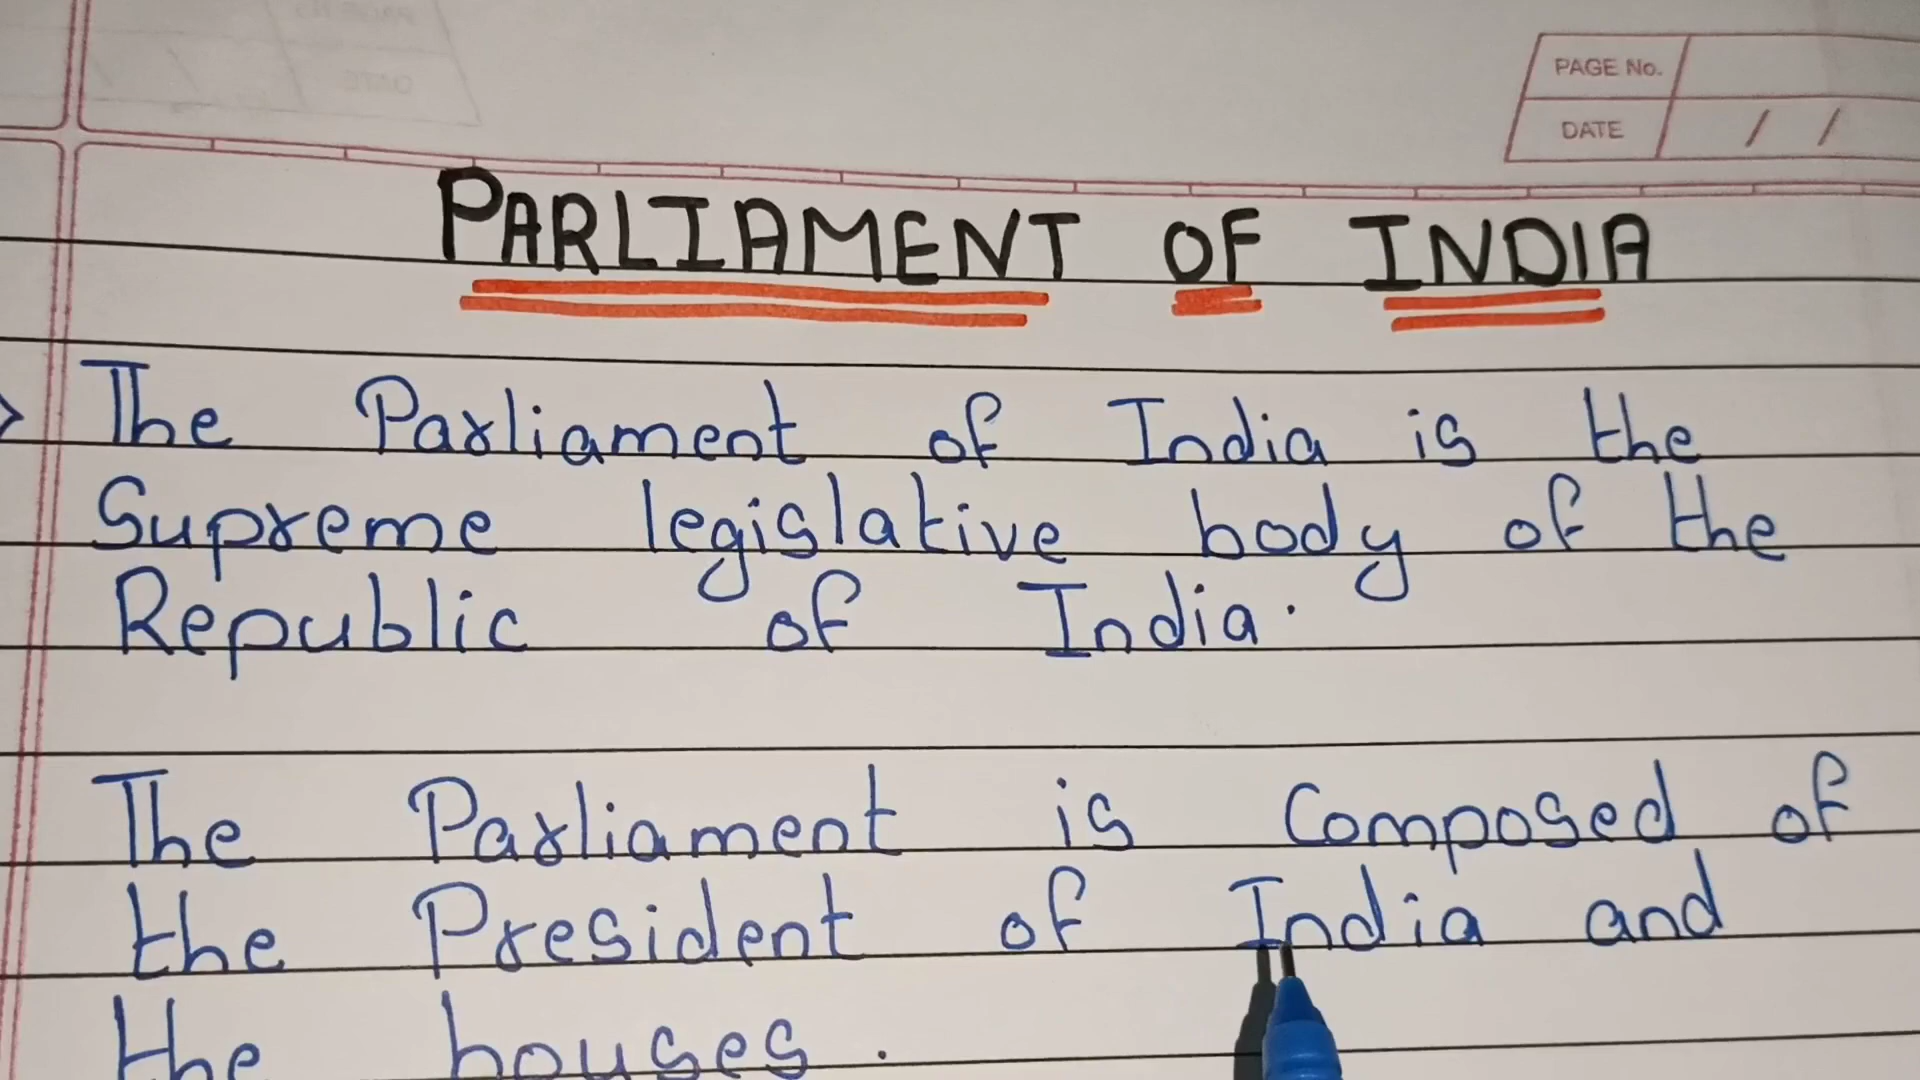 PAGE No.
DATE / /
PARLIAMENT OF INDIA
The Parliament of India is the
Supreme legislative body of the
Republic of India.
The Parliament is Composed of
the President of India and
the houses.